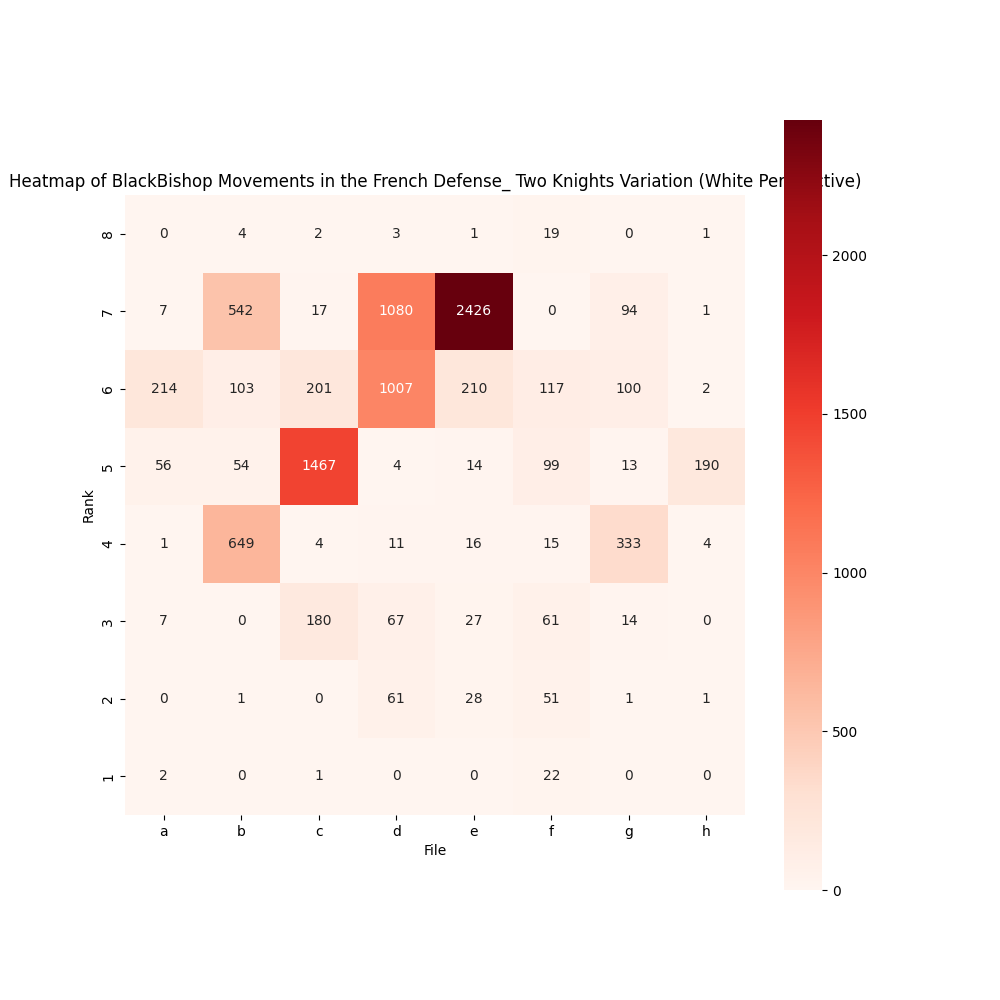 Heatmap of BlackBishop Movements in the French Defense_ Two Knights Variation (White Per tive)
8 0 4 2 3 1 19 0 1
7 7 542 17 1080 2426 0 94 1
6 214 103 201 1007 210 117 100 2
5 56 54 1467 4 14 99 13 190
4 1 649 4 11 16 15 333 4
3 7 0 180 67 27 61 14 0
2 0 1 0 61 28 51 1 1
1 2 0 1 0 0 22 0 0
a b c d e f g h
File
Rank
2000
1500
1000
500
0